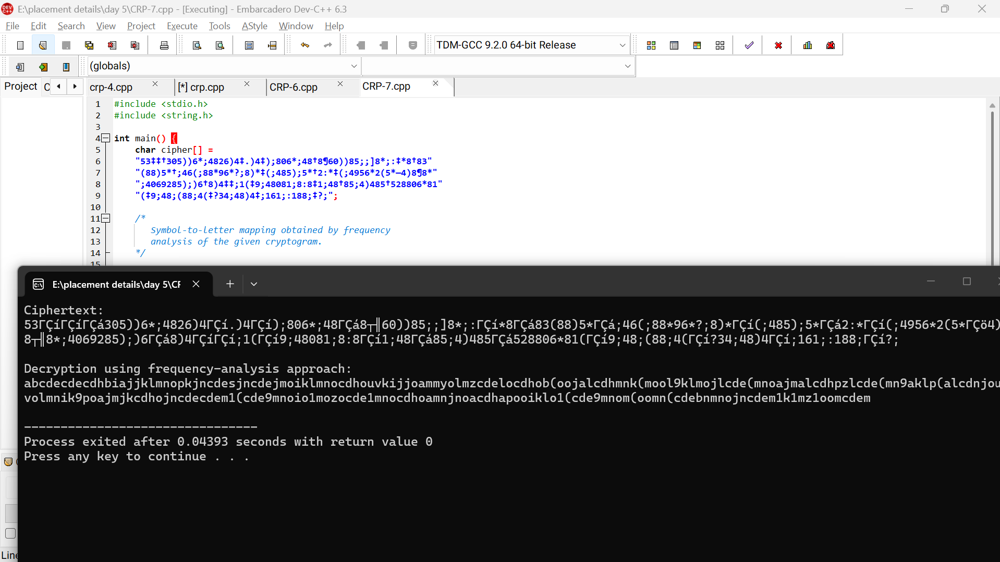 E:\placement details\day 5\CRP-7.cpp - [Executing] - Embarcadero Dev-C++ 6.3
File Edit Search View Project Execute Tools AStyle Window Help
TDM-GCC 9.2.0 64-bit Release
(globals)
Project C crp-4.cpp [*] crp.cpp CRP-6.cpp CRP-7.cpp
1 #include <stdio.h>
2 #include <string.h>
3
4 int main() {
5 char cipher[] =
6 "53‡‡†305))6*;4826)4‡.)4‡);806*;48†8¶60))85;;]8*;:‡*8†83"
7 "(88)5*†;46(;88*96*?;8)*‡(;485);5*†2:*‡(;4956*2(5*—4)8¶8*"
8 ";4069285);)6†8)4‡‡;1(‡9;48081;8:8‡1;48†85;4)485†528806*81"
9 "(‡9;48;(88;4(‡?34;48)4‡;161;:188;‡?;";
10
11 /*
12 Symbol-to-letter mapping obtained by frequency
13 analysis of the given cryptogram.
14 */
15
E:\placement details\day 5\CF
Ciphertext:
53ΓÇíΓÇíΓÇá305))6*;4826)4ΓÇí.)4ΓÇí);806*;48ΓÇá8┬╢60))85;;]8*;:ΓÇí*8ΓÇá83(88)5*ΓÇá;46(;88*96*?;8)*ΓÇí(;485);5*ΓÇá2:*ΓÇí(;4956*2(5*ΓÇö4)
8┬╢8*;4069285);)6ΓÇá8)4ΓÇíΓÇí;1(ΓÇí9;48081;8:8ΓÇí1;48ΓÇá85;4)485ΓÇá528806*81(ΓÇí9;48;(88;4(ΓÇí?34;48)4ΓÇí;161;:188;ΓÇí?;
Decryption using frequency-analysis approach:
abcdecdecdhbiajjklmnopkjncdesjncdejmoiklmnocdhouvkijjoammyolmzcdelocdhob(oojalcdhmnk(mool9klmojlcde(mnoajmalcdhpzlcde(mn9aklp(alcdnjou
volmnik9poajmjkcdhojncdecdem1(cde9mnoio1mozocde1mnocdhoamnjnoacdhapooiklo1(cde9mnom(oomn(cdebnmnojncdem1k1mz1oomcdem
--------------------------------
Process exited after 0.04393 seconds with return value 0
Press any key to continue . . .
Line